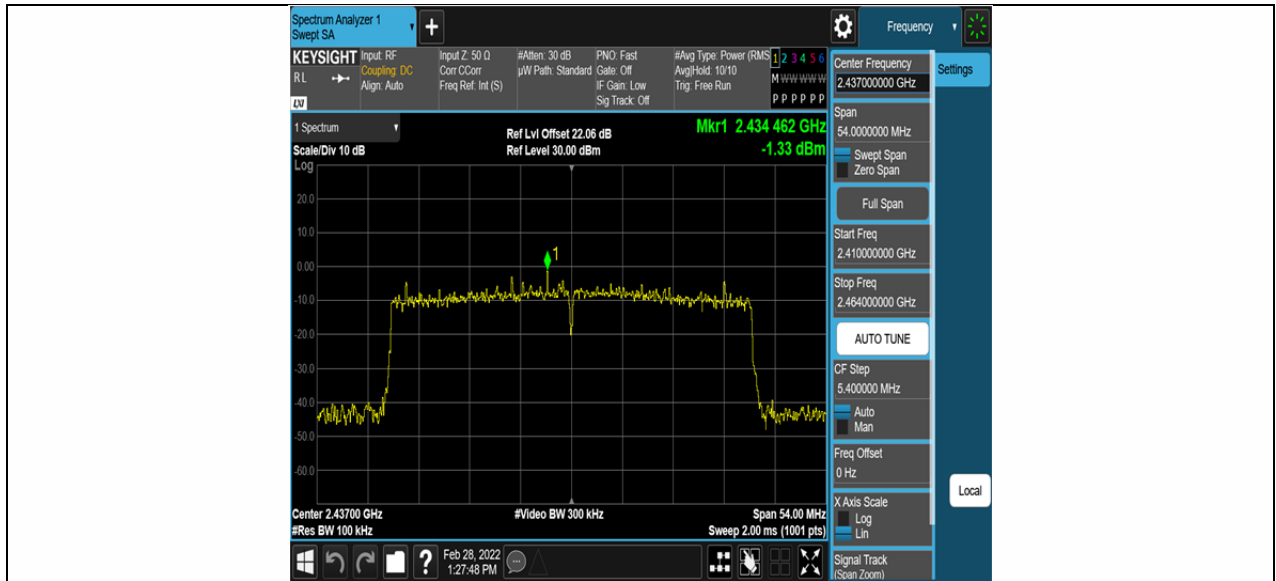 Spectrum Analyzer 1
Swept SA
+
Frequency
KEYSIGHT
RL
LXI
Input: RF
Coupling: DC
Align: Auto
Input Z: 50 Ω
Corr CCorr
Freq Ref: Int (S)
#Atten: 30 dB
µW Path: Standard
PNO: Fast
Gate: Off
IF Gain: Low
Sig Track: Off
#Avg Type: Power (RMS
Avg|Hold: 10/10
Trig: Free Run
1 2 3 4 5 6
M W W W W W
P P P P P P
1 Spectrum
Scale/Div 10 dB
Log
Ref Lvl Offset 22.06 dB
Ref Level 30.00 dBm
Mkr1 2.434 462 GHz
-1.33 dBm
1
20.0
10.0
0.00
-10.0
-20.0
-30.0
-40.0
-50.0
-60.0
Center 2.43700 GHz
#Res BW 100 kHz
#Video BW 300 kHz
Span 54.00 MHz
Sweep 2.00 ms (1001 pts)
Center Frequency
2.437000000 GHz
Settings
Span
54.0000000 MHz
Swept Span
Zero Span
Full Span
Start Freq
2.410000000 GHz
Stop Freq
2.464000000 GHz
AUTO TUNE
CF Step
5.400000 MHz
Auto
Man
Freq Offset
0 Hz
X Axis Scale
Log
Lin
Local
Signal Track
(Span Zoom)
?
Feb 28, 2022
1:27:48 PM